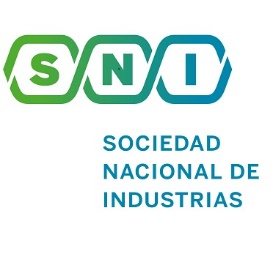 SNI
SOCIEDAD
NACIONAL DE
INDUSTRIAS